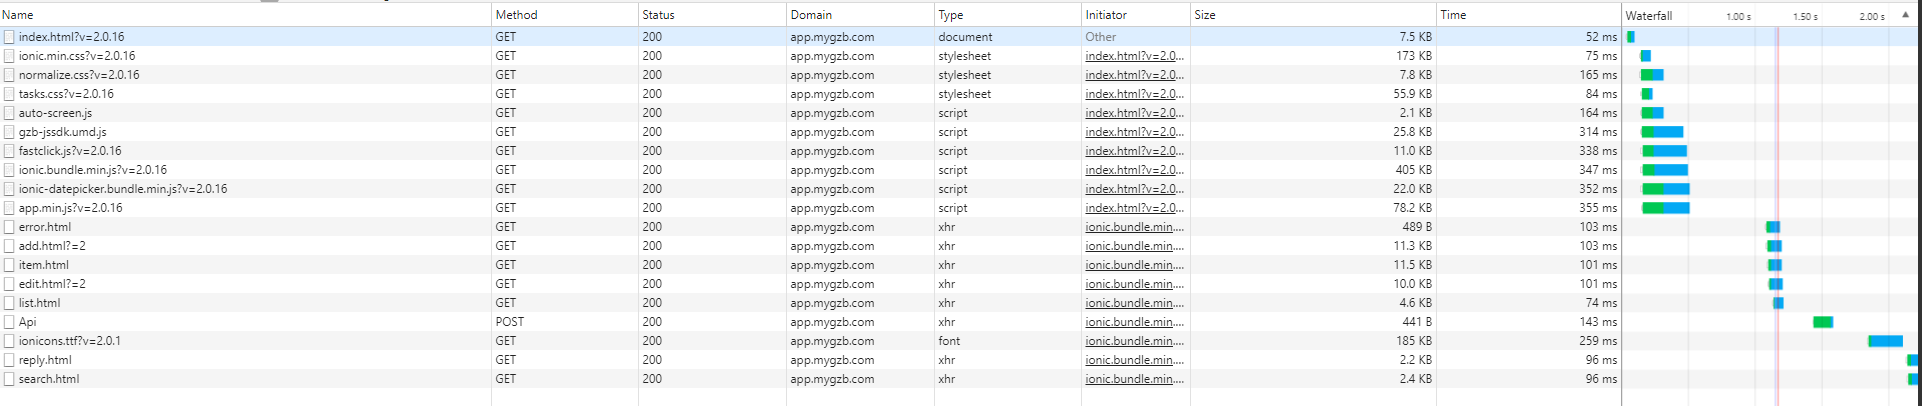 Name Method Status Domain Type Initiator Size Time Waterfall 1.00 s 1.50 s 2.00 s ▲
index.html?v=2.0.16 GET 200 app.mygzb.com document Other 7.5 KB 52 ms
ionic.min.css?v=2.0.16 GET 200 app.mygzb.com stylesheet index.html?v=2.0... 173 KB 75 ms
normalize.css?v=2.0.16 GET 200 app.mygzb.com stylesheet index.html?v=2.0... 7.8 KB 165 ms
tasks.css?v=2.0.16 GET 200 app.mygzb.com stylesheet index.html?v=2.0... 55.9 KB 84 ms
auto-screen.js GET 200 app.mygzb.com script index.html?v=2.0... 2.1 KB 164 ms
gzb-jssdk.umd.js GET 200 app.mygzb.com script index.html?v=2.0... 25.8 KB 314 ms
fastclick.js?v=2.0.16 GET 200 app.mygzb.com script index.html?v=2.0... 11.0 KB 338 ms
ionic.bundle.min.js?v=2.0.16 GET 200 app.mygzb.com script index.html?v=2.0... 405 KB 347 ms
ionic-datepicker.bundle.min.js?v=2.0.16 GET 200 app.mygzb.com script index.html?v=2.0... 22.0 KB 352 ms
app.min.js?v=2.0.16 GET 200 app.mygzb.com script index.html?v=2.0... 78.2 KB 355 ms
error.html GET 200 app.mygzb.com xhr ionic.bundle.min.... 489 B 103 ms
add.html?=2 GET 200 app.mygzb.com xhr ionic.bundle.min.... 11.3 KB 103 ms
item.html GET 200 app.mygzb.com xhr ionic.bundle.min.... 11.5 KB 101 ms
edit.html?=2 GET 200 app.mygzb.com xhr ionic.bundle.min.... 10.0 KB 101 ms
list.html GET 200 app.mygzb.com xhr ionic.bundle.min.... 4.6 KB 74 ms
Api POST 200 app.mygzb.com xhr ionic.bundle.min.... 441 B 143 ms
ionicons.ttf?v=2.0.1 GET 200 app.mygzb.com font ionic.bundle.min.... 185 KB 259 ms
reply.html GET 200 app.mygzb.com xhr ionic.bundle.min.... 2.2 KB 96 ms
search.html GET 200 app.mygzb.com xhr ionic.bundle.min.... 2.4 KB 96 ms